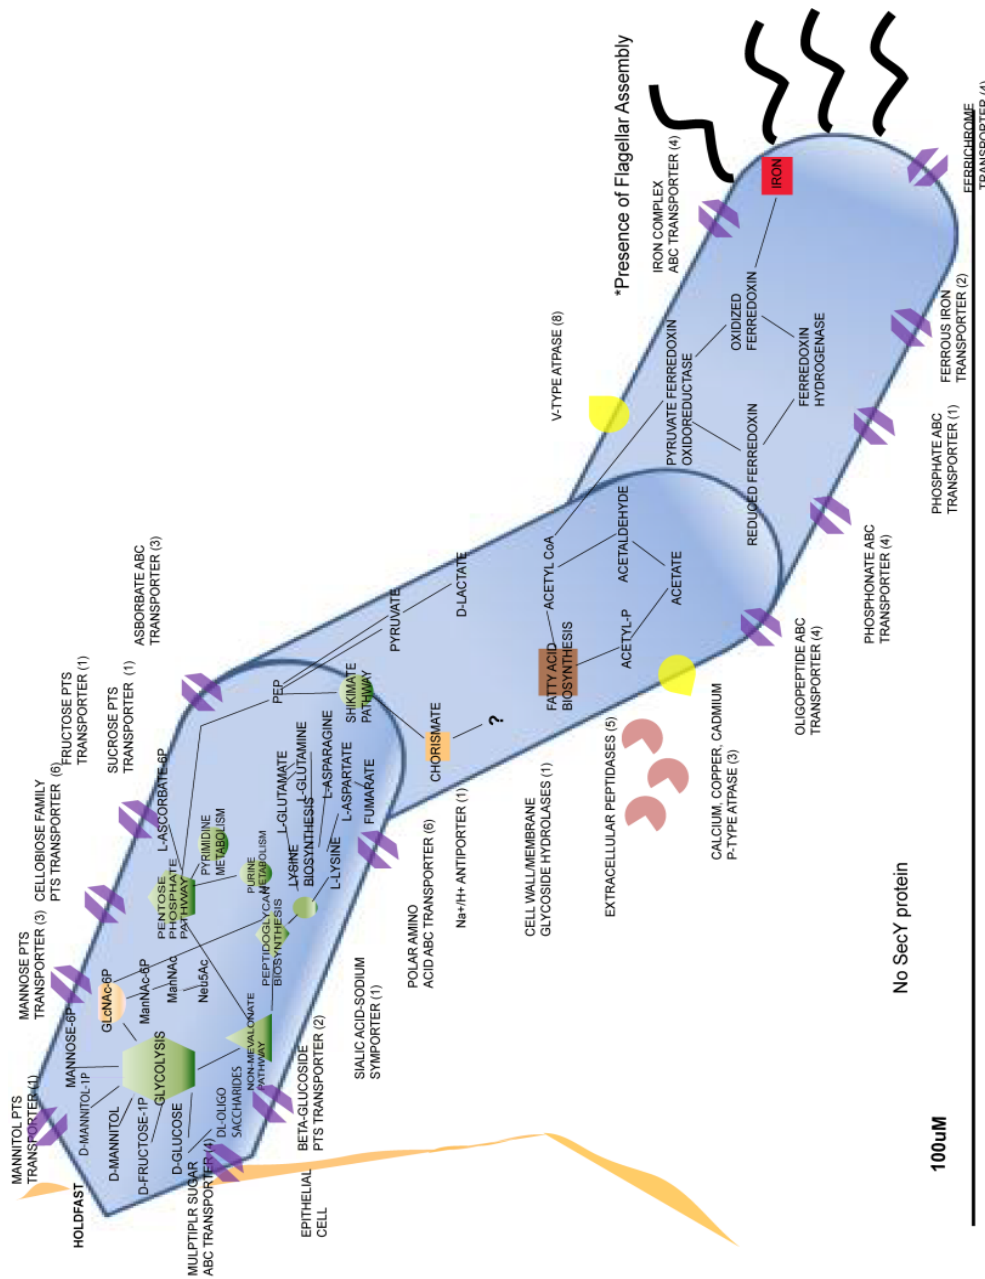 MANNITOL PTS
TRANSPORTER (1)
MANNOSE PTS
TRANSPORTER (3)
CELLOBIOSE FAMILY
PTS TRANSPORTER (6)
FRUCTOSE PTS
TRANSPORTER (1)
SUCROSE PTS
TRANSPORTER (1)
ASBORBATE ABC
TRANSPORTER (3)
HOLDFAST
MANNOSE-6P
D-MANNITOL-1P
D-MANNITOL
D-FRUCTOSE-1P
D-GLUCOSE
MULPTIPLR SUGAR
ABC TRANSPORTER (4)
DL-OLIGO
SACCHARIDES
GLYCOLYSIS
GLcNAc-6P
ManNAc-6P
ManNAc
Neu5Ac
NON-MEVALONATE
PATHWAY
PENTOSE
PHOSPHATE
PATHWAY
L-ASCORBATE-6P
PYRIMIDINE
METABOLISM
PURINE
METABOLISM
PEPTIDOGLYCAN
BIOSYNTHESIS
LYSINE
BIOSYNTHESIS
L-GLUTAMATE
L-GLUTAMINE
L-ASPARAGINE
L-ASPARTATE
L-LYSINE
FUMARATE
PEP
SHIKIMATE
PATHWAY
CHORISMATE
?
PYRUVATE
D-LACTATE
EPITHELIAL
CELL
BETA-GLUCOSIDE
PTS TRANSPORTER (2)
SIALIC ACID-SODIUM
SYMPORTER (1)
POLAR AMINO
ACID ABC TRANSPORTER (6)
Na+/H+ ANTIPORTER (1)
CELL WALL/MEMBRANE
GLYCOSIDE HYDROLASES (1)
EXTRACELLULAR PEPTIDASES (5)
CALCIUM, COPPER, CADMIUM
P-TYPE ATPASE (3)
FATTY ACID
BIOSYNTHESIS
ACETYL CoA
ACETALDEHYDE
ACETYL-P
ACETATE
V-TYPE ATPASE (8)
*Presence of Flagellar Assembly
IRON COMPLEX
ABC TRANSPORTER (4)
PYRUVATE FERREDOXIN
OXIDOREDUCTASE
OXIDIZED
FERREDOXIN
IRON
REDUCED FERREDOXIN
FERREDOXIN
HYDROGENASE
OLIGOPEPTIDE ABC
TRANSPORTER (4)
PHOSPHONATE ABC
TRANSPORTER (4)
PHOSPHATE ABC
TRANSPORTER (1)
FERROUS IRON
TRANSPORTER (2)
FERRICHROME
TRANSPORTER (4)
No SecY protein
100uM